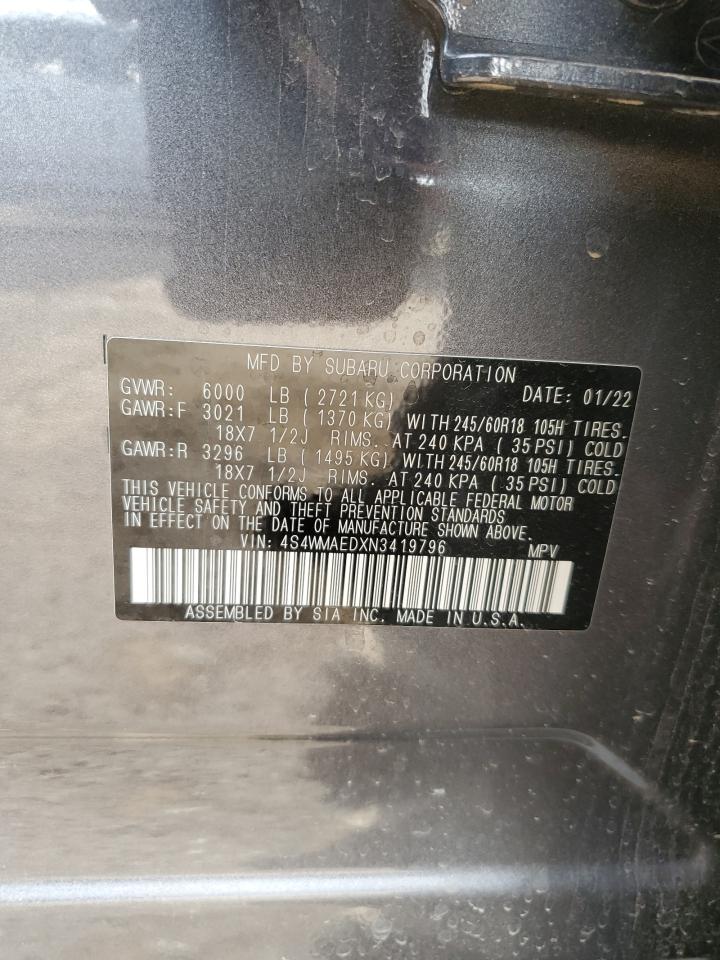 MFD BY SUBARU CORPORATION
GVWR: 6000 LB ( 2721 KG) DATE: 01/22
GAWR:F 3021 LB ( 1370 KG) WITH 245/60R18 105H TIRES.
18X7 1/2J RIMS. AT 240 KPA ( 35 PSI) COLD
GAWR:R 3296 LB ( 1495 KG) WITH 245/60R18 105H TIRES.
18X7 1/2J RIMS. AT 240 KPA ( 35 PSI) COLD
THIS VEHICLE CONFORMS TO ALL APPLICABLE FEDERAL MOTOR
VEHICLE SAFETY AND THEFT PREVENTION STANDARDS
IN EFFECT ON THE DATE OF MANUFACTURE SHOWN ABOVE.
VIN: 4S4WMAEDXN3419796 MPV
ASSEMBLED BY SIA INC. MADE IN U.S.A.